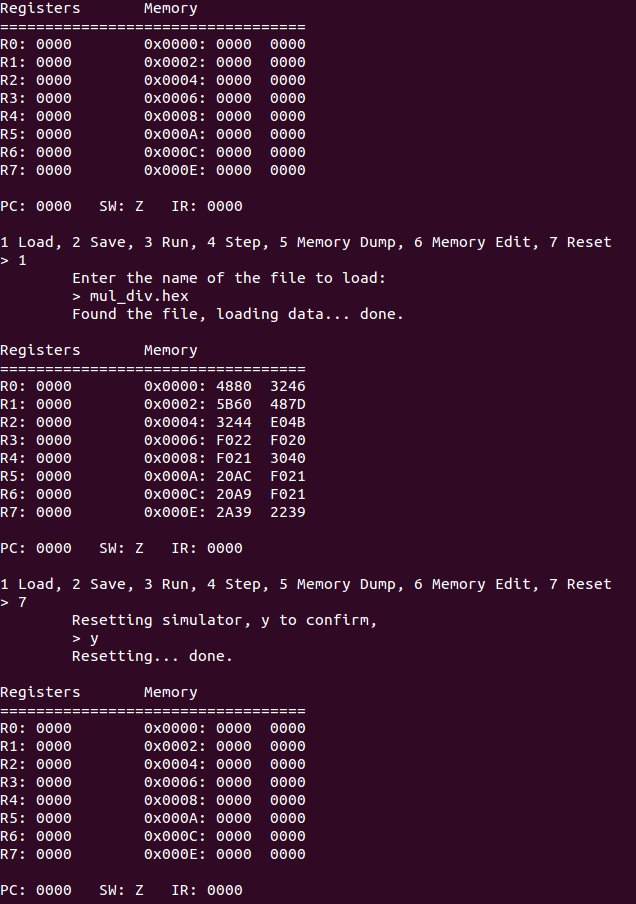 Registers       Memory
==================================
R0: 0000        0x0000: 0000  0000
R1: 0000        0x0002: 0000  0000
R2: 0000        0x0004: 0000  0000
R3: 0000        0x0006: 0000  0000
R4: 0000        0x0008: 0000  0000
R5: 0000        0x000A: 0000  0000
R6: 0000        0x000C: 0000  0000
R7: 0000        0x000E: 0000  0000

PC: 0000   SW: Z   IR: 0000

1 Load, 2 Save, 3 Run, 4 Step, 5 Memory Dump, 6 Memory Edit, 7 Reset
> 1
        Enter the name of the file to load:
        > mul_div.hex
        Found the file, loading data... done.

Registers       Memory
==================================
R0: 0000        0x0000: 4880  3246
R1: 0000        0x0002: 5B60  487D
R2: 0000        0x0004: 3244  E04B
R3: 0000        0x0006: F022  F020
R4: 0000        0x0008: F021  3040
R5: 0000        0x000A: 20AC  F021
R6: 0000        0x000C: 20A9  F021
R7: 0000        0x000E: 2A39  2239

PC: 0000   SW: Z   IR: 0000

1 Load, 2 Save, 3 Run, 4 Step, 5 Memory Dump, 6 Memory Edit, 7 Reset
> 7
        Resetting simulator, y to confirm,
        > y
        Resetting... done.

Registers       Memory
==================================
R0: 0000        0x0000: 0000  0000
R1: 0000        0x0002: 0000  0000
R2: 0000        0x0004: 0000  0000
R3: 0000        0x0006: 0000  0000
R4: 0000        0x0008: 0000  0000
R5: 0000        0x000A: 0000  0000
R6: 0000        0x000C: 0000  0000
R7: 0000        0x000E: 0000  0000

PC: 0000   SW: Z   IR: 0000